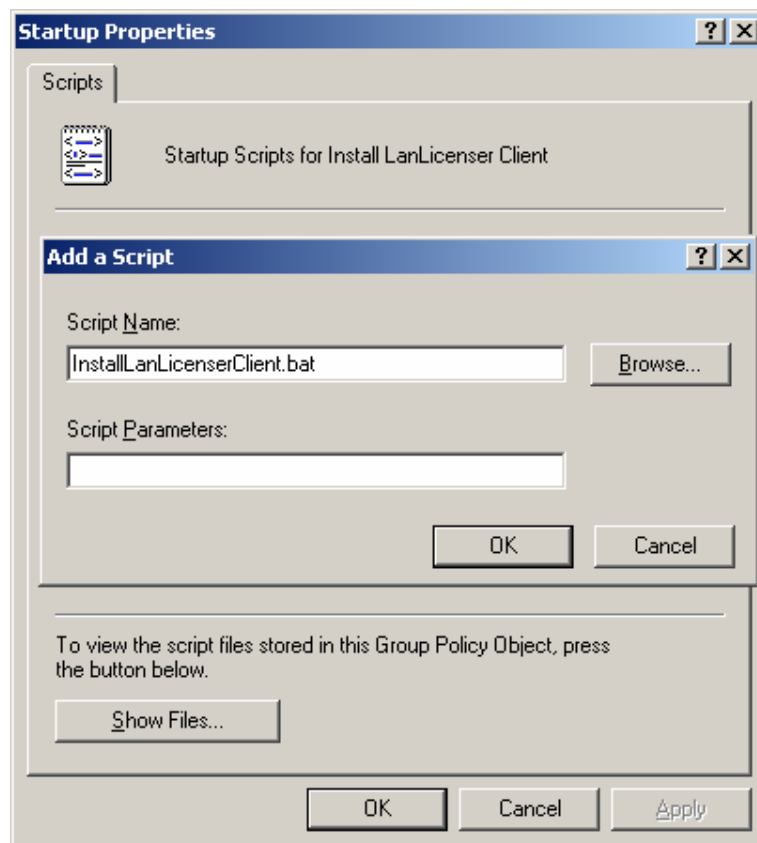 Startup Properties
Scripts
Startup Scripts for Install LanLicenser Client
Add a Script
Script Name:
InstallLanLicenserClient.bat
Browse...
Script Parameters:
OK
Cancel
To view the script files stored in this Group Policy Object, press
the button below.
Show Files...
OK
Cancel
Apply